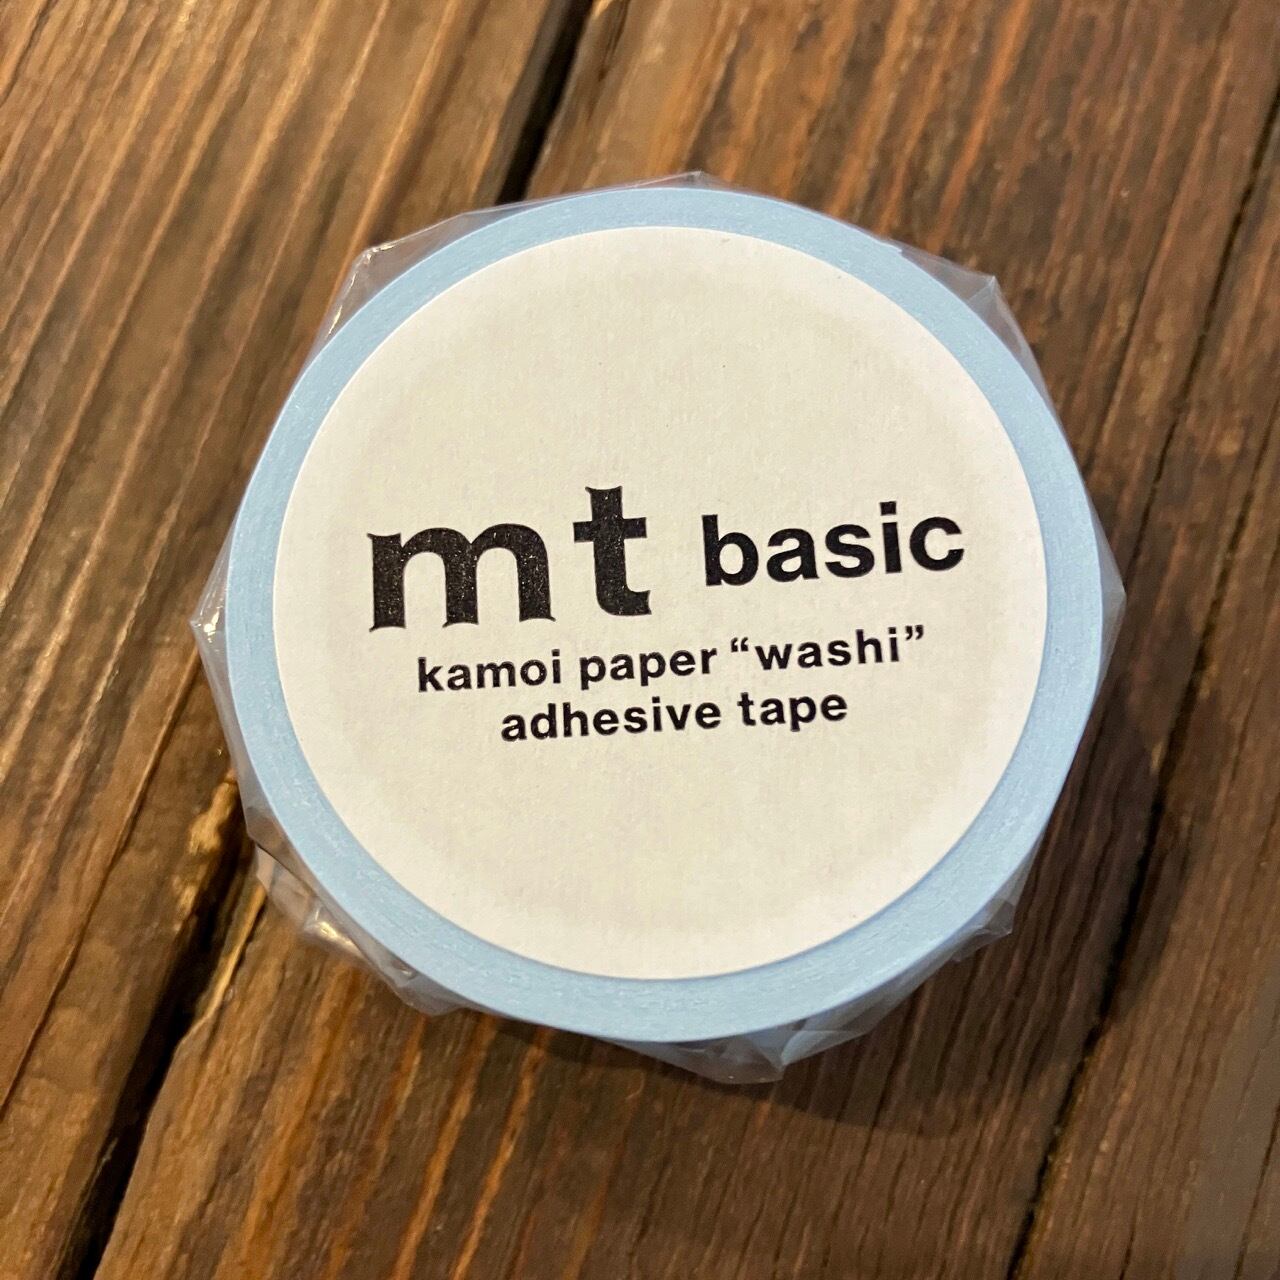 mt basic
kamoi paper “washi”
adhesive tape